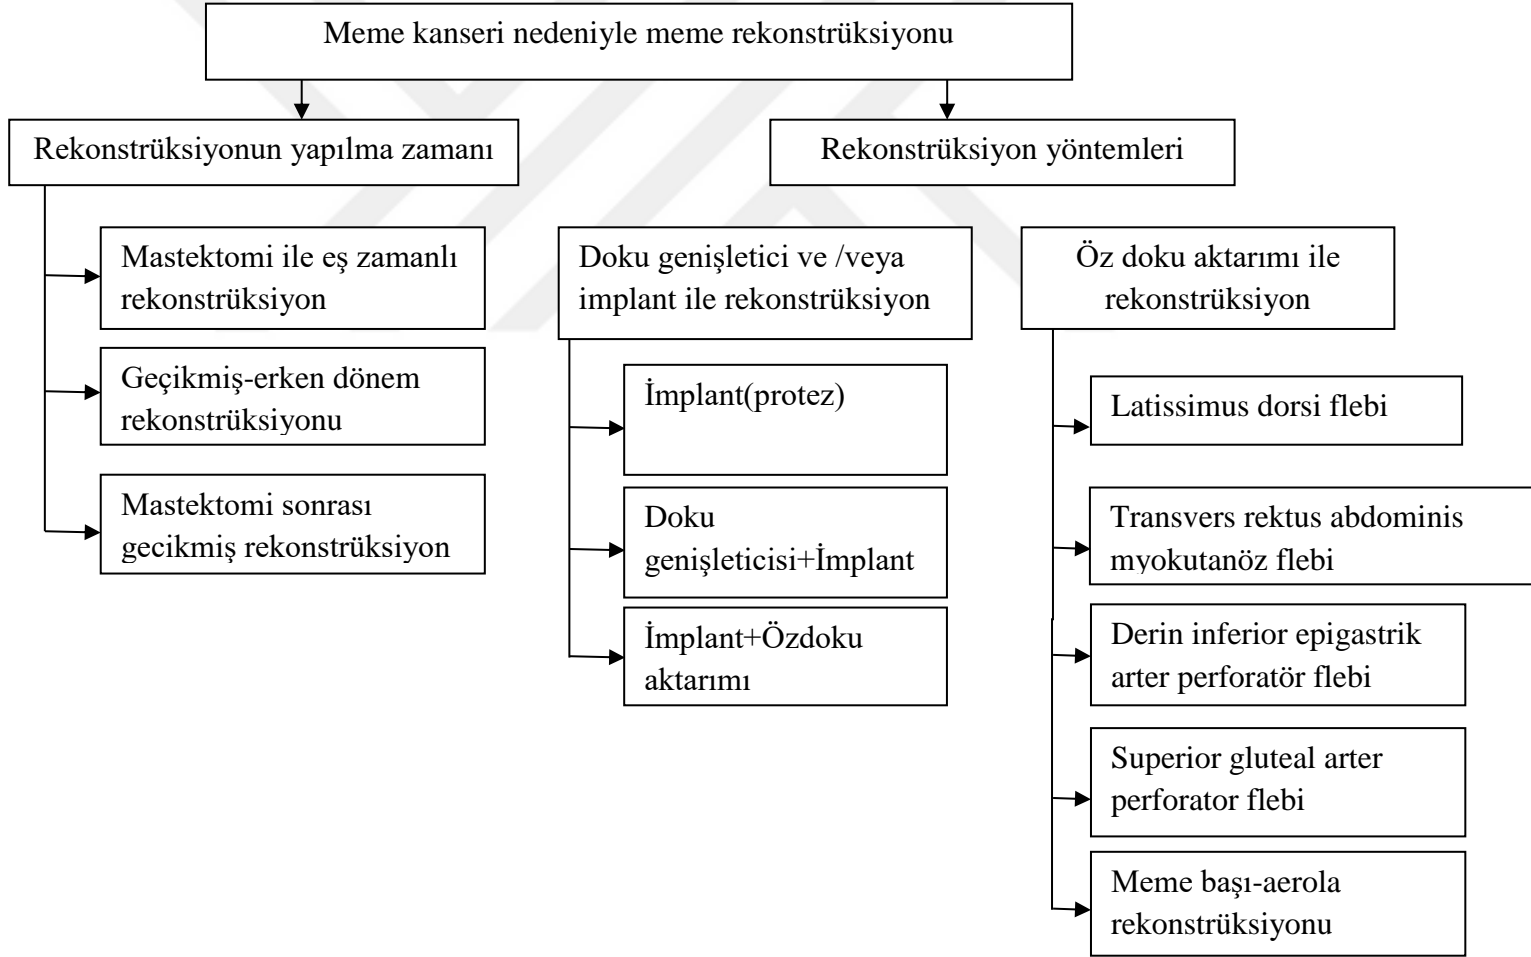 Meme kanseri nedeniyle meme rekonstrüksiyonu
Rekonstrüksiyonun yapılma zamanı
Rekonstrüksiyon yöntemleri
Mastektomi ile eş zamanlı
rekonstrüksiyon
Geçikmiş-erken dönem
rekonstrüksiyonu
Mastektomi sonrası
gecikmiş rekonstrüksiyon
Doku genişletici ve /veya
implant ile rekonstrüksiyon
İmplant(protez)
Doku
genişleticisi+İmplant
İmplant+Özdoku
aktarımı
Öz doku aktarımı ile
rekonstrüksiyon
Latissimus dorsi flebi
Transvers rektus abdominis
myokutanöz flebi
Derin inferior epigastrik
arter perforatör flebi
Superior gluteal arter
perforator flebi
Meme başı-aerola
rekonstrüksiyonu